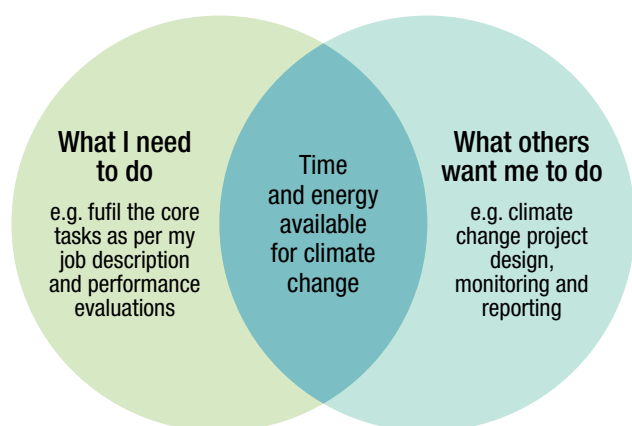 What I need
to do
e.g. fufil the core
tasks as per my
job description
and performance
evaluations
Time
and energy
available
for climate
change
What others
want me to do
e.g. climate
change project
design,
monitoring and
reporting